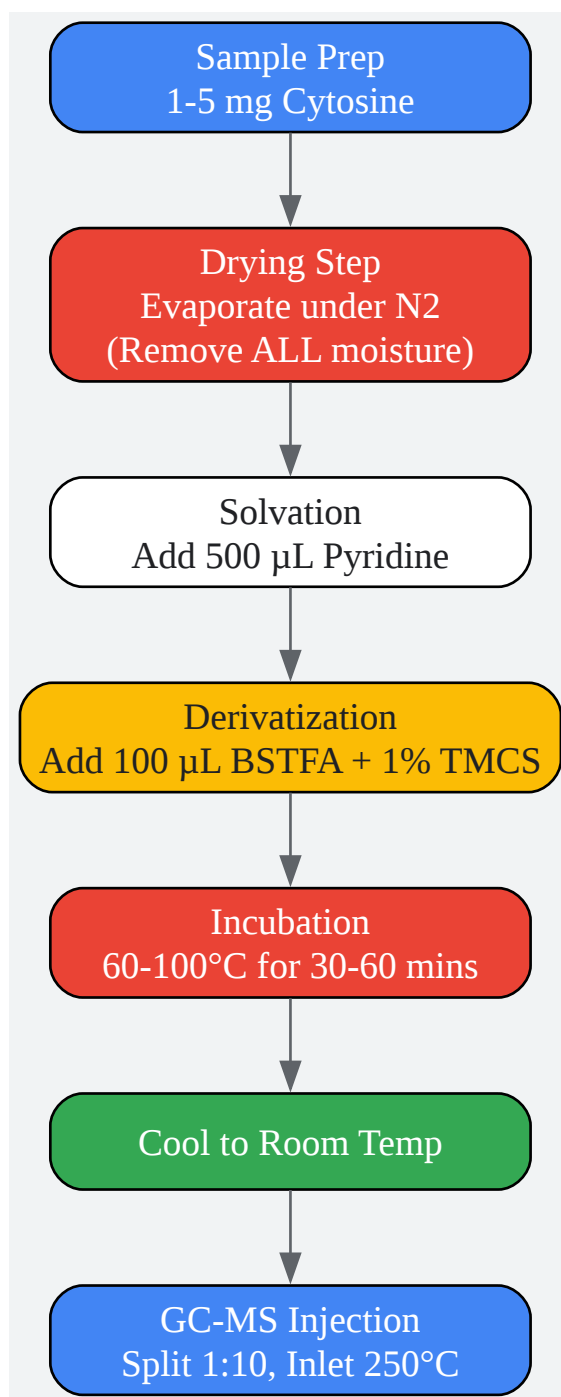 Sample Prep
1-5 mg Cytosine
Drying Step
Evaporate under N2
(Remove ALL moisture)
Solvation
Add 500 µL Pyridine
Derivatization
Add 100 µL BSTFA + 1% TMCS
Incubation
60-100°C for 30-60 mins
Cool to Room Temp
GC-MS Injection
Split 1:10, Inlet 250°C